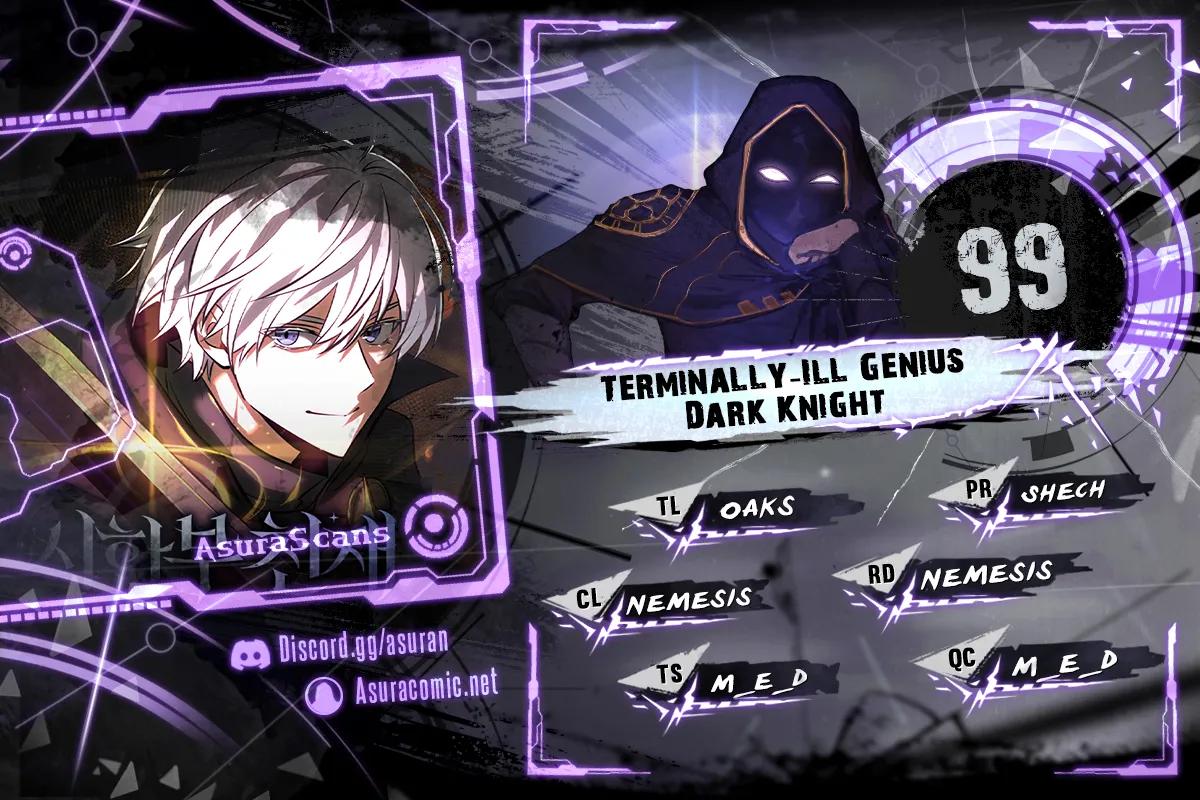 99
TERMINALLY-ILL GENIUS
DARK KNIGHT
TL OAKS
PR SHECH
CL NEMESIS
RD NEMESIS
TS M_E_D
QC M_E_D
AsuraScans
Discord.gg/asuran
Asuracomic.net